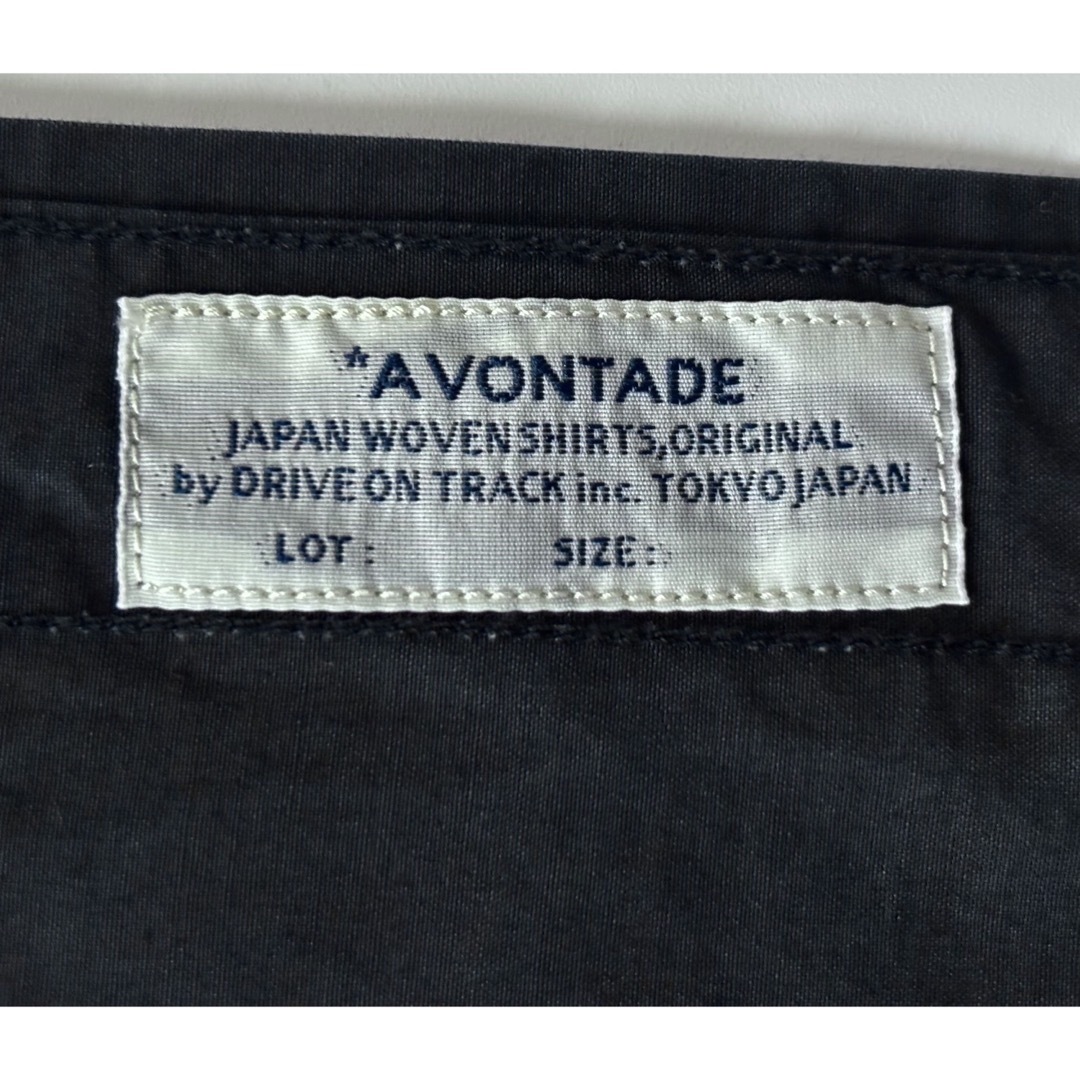 *A VONTADE
JAPAN WOVEN SHIRTS,ORIGINAL
by DRIVE ON TRACK inc. TOKYO JAPAN
LOT : SIZE :